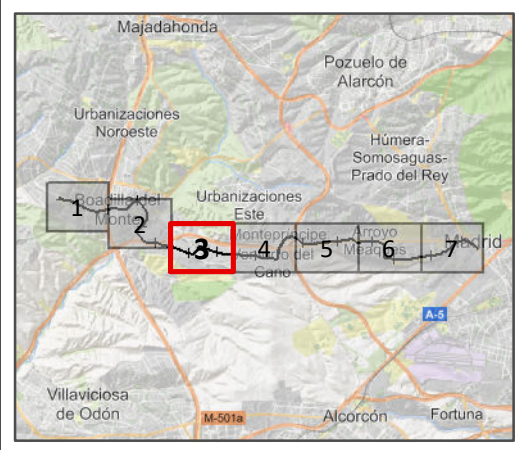 Majadahonda
Pozuelo de
Alarcón
Urbanizaciones
Noroeste
Húmera-
Somosaguas-
Prado del Rey
Urbanizaciones
Este
Boadilla del
Monte
1
2
3
4
5
6
7
Montepríncipe
Ventorro del
Cano
Arroyo
Meaques
Madrid
A-5
Villaviciosa
de Odón
M-501a
Alcorcón
Fortuna